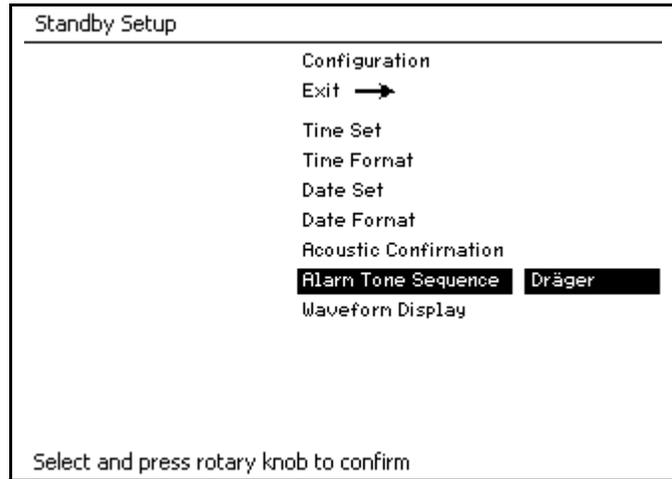 Standby Setup
Configuration
Exit
Time Set
Time Format
Date Set
Date Format
Acoustic Confirmation
Alarm Tone Sequence Dräger
Waveform Display
Select and press rotary knob to confirm